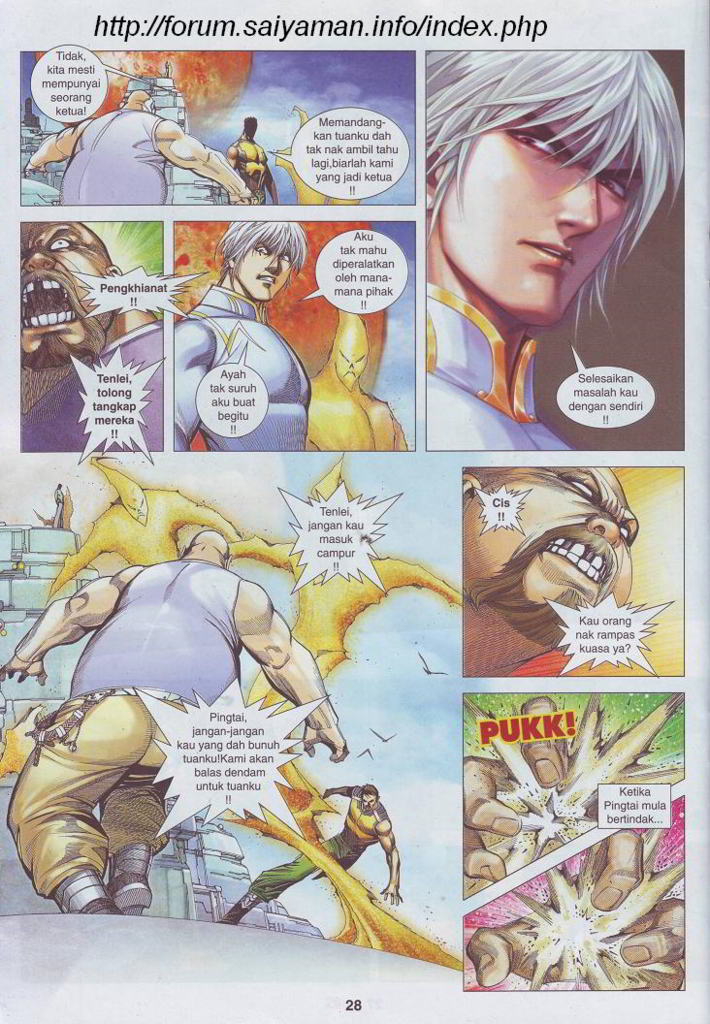 http://forum.saiyaman.info/index.php
Tidak,
kita mesti
mempunyai
seorang
ketua!
Memandang-
kan tuanku dah
tak nak ambil tahu
lagi,biarlah kami
yang jadi ketua
!!
Selesaikan
masalah kau
dengan sendiri
!!
Pengkhianat
!!
Tenlei,
tolong
tangkap
mereka
!!
Aku
tak mahu
diperalatkan
oleh mana-
mana pihak
!!
Ayah
tak suruh
aku buat
begitu
!!
Tenlei,
jangan kau
masuk
campur
!!
Pingtai,
jangan-jangan
kau yang dah bunuh
tuanku!Kami akan
balas dendam
untuk tuanku
!!
Cis
!!
Kau orang
nak rampas
kuasa ya?
PUKK!
Ketika
Pingtai mula
bertindak...
28